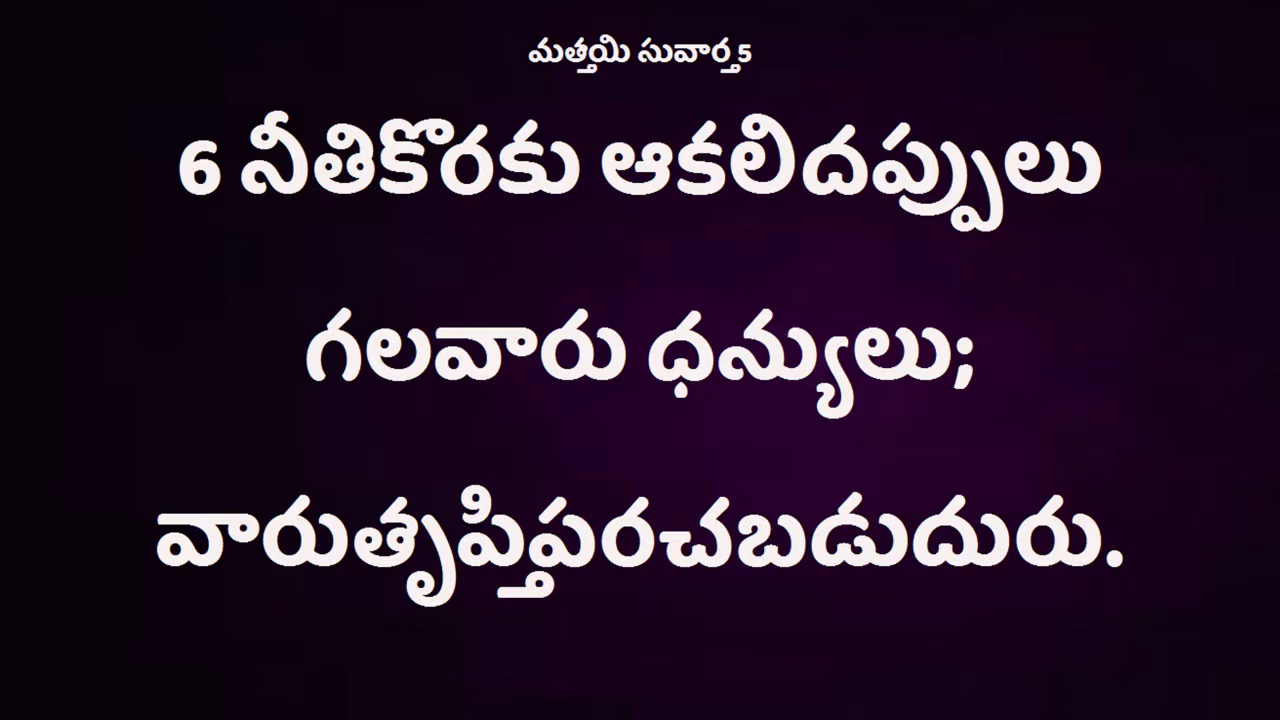 మత్తయి సువార్త 5
6 నీతికొరకు ఆకలిదప్పులు
గలవారు ధన్యులు;
వారుతృప్తిపరచబడుదురు.